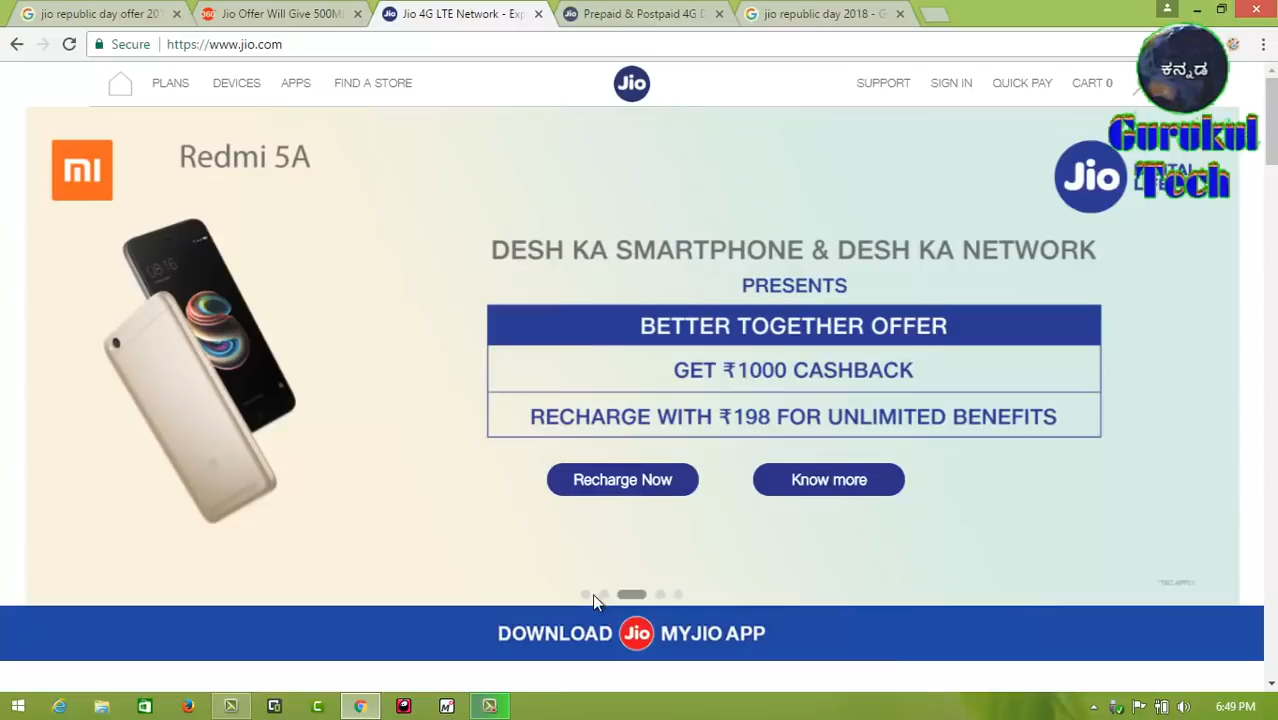 jio republic day offer 20
Jio Offer Will Give 500M
Jio 4G LTE Network - Exp
Prepaid & Postpaid 4G D
jio republic day 2018 - G
Secure
https://www.jio.com
PLANS
DEVICES
APPS
FIND A STORE
Jio
SUPPORT
SIGN IN
QUICK PAY
CART 0
ಕನ್ನಡ
Gurukul
Tech
mi
Redmi 5A
Jio
08:16
DESH KA SMARTPHONE & DESH KA NETWORK
PRESENTS
BETTER TOGETHER OFFER
GET ₹1000 CASHBACK
RECHARGE WITH ₹198 FOR UNLIMITED BENEFITS
Recharge Now
Know more
*T&C APPLY
DOWNLOAD Jio MYJIO APP
6:49 PM